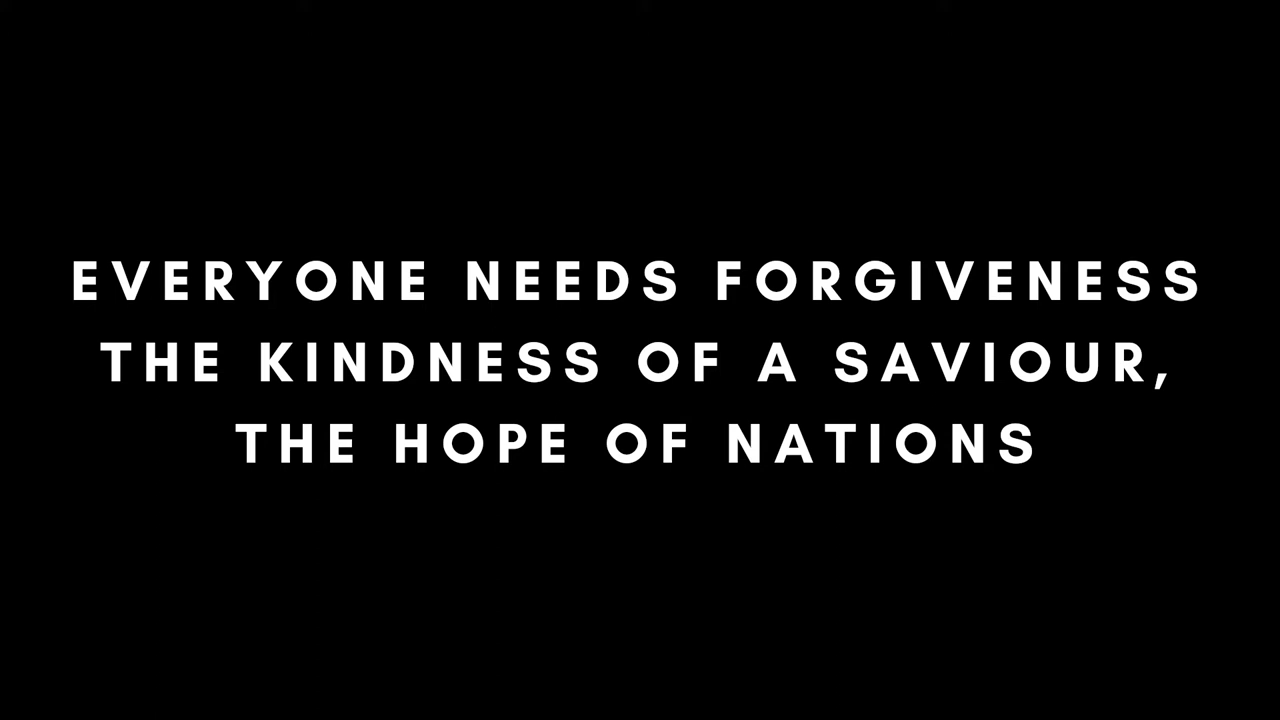 EVERYONE NEEDS FORGIVENESS
THE KINDNESS OF A SAVIOUR,
THE HOPE OF NATIONS